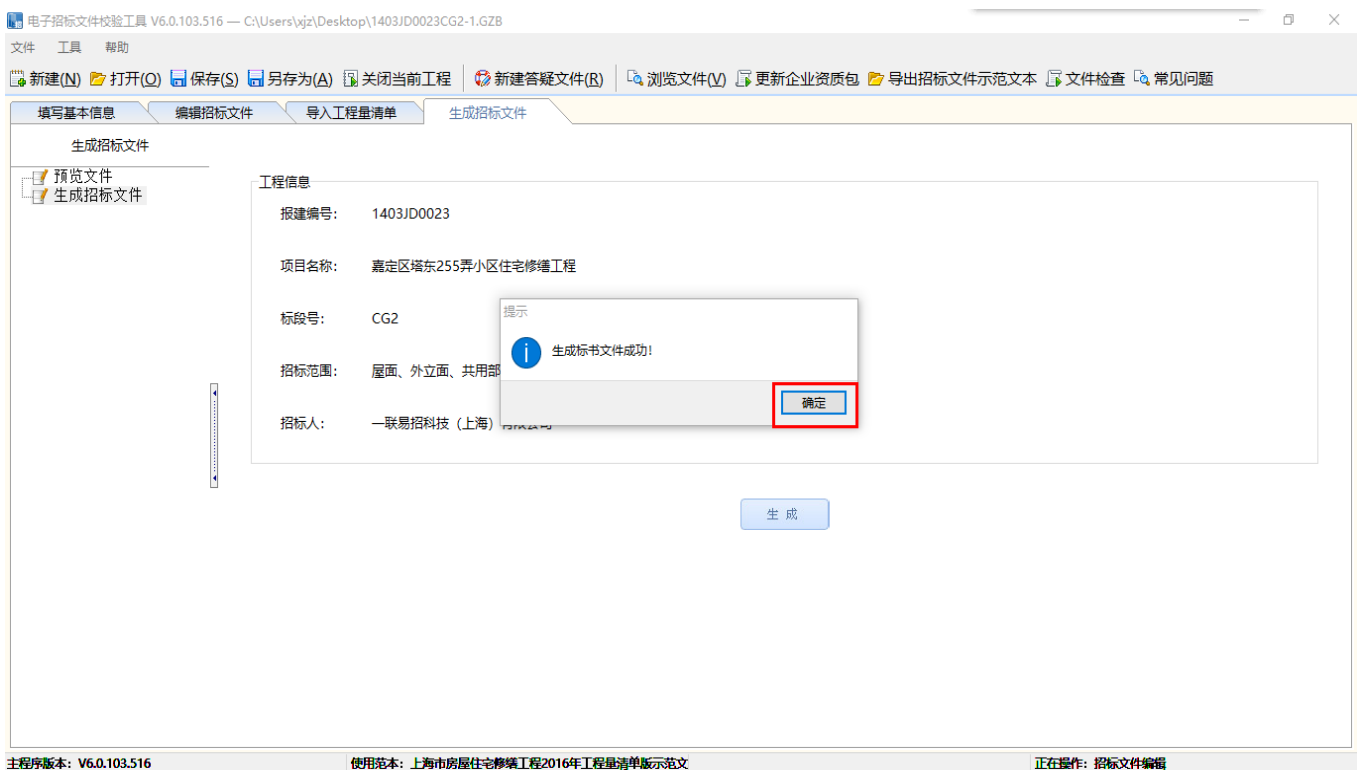 电子招标文件校验工具 V6.0.103.516 — C:\Users\xjz\Desktop\1403JD0023CG2-1.GZB
文件 工具 帮助
新建(N) 打开(O) 保存(S) 另存为(A) 关闭当前工程 新建答疑文件(R) 浏览文件(V) 更新企业资质包 导出招标文件示范文本 文件检查 常见问题
填写基本信息 编辑招标文件 导入工程量清单 生成招标文件
生成招标文件
预览文件
生成招标文件
工程信息
报建编号: 1403JD0023
项目名称: 嘉定区塔东255弄小区住宅修缮工程
标段号: CG2
提示
生成标书文件成功!
招标范围: 屋面、外立面、共用部
确定
招标人: 一联易招科技（上海）有限公司
生 成
主程序版本: V6.0.103.516 使用范本: 上海市房屋住宅修缮工程2016年工程量清单版示范文 正在操作: 招标文件编辑